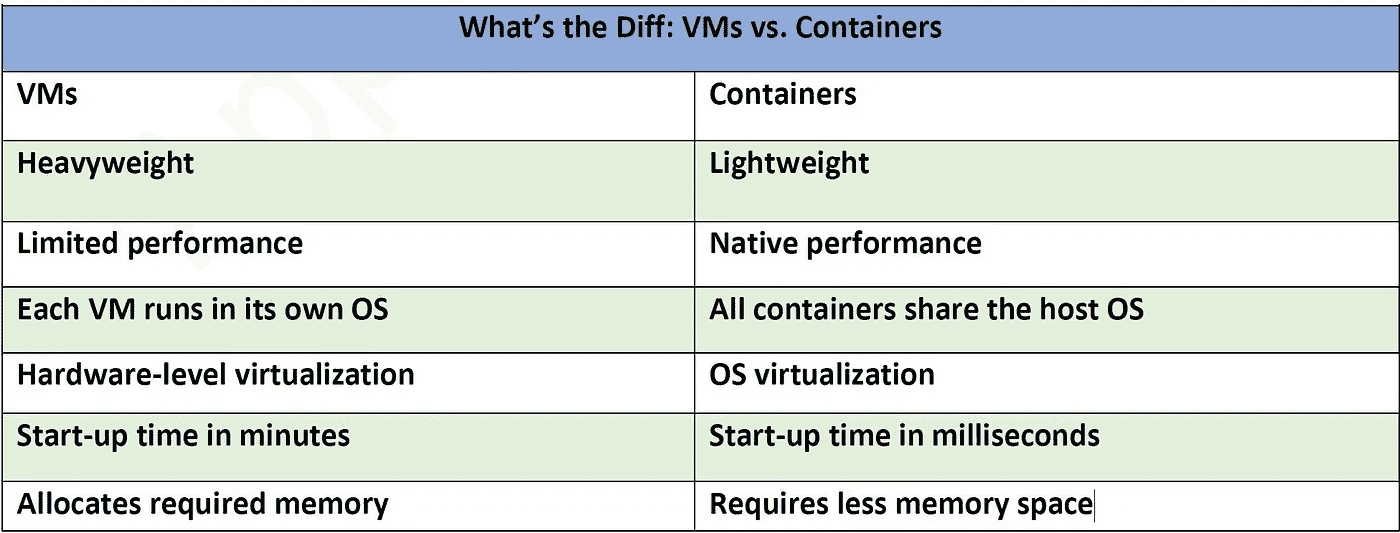 What’s the Diff: VMs vs. Containers
VMs
Containers
Heavyweight
Lightweight
Limited performance
Native performance
Each VM runs in its own OS
All containers share the host OS
Hardware-level virtualization
OS virtualization
Start-up time in minutes
Start-up time in milliseconds
Allocates required memory
Requires less memory space